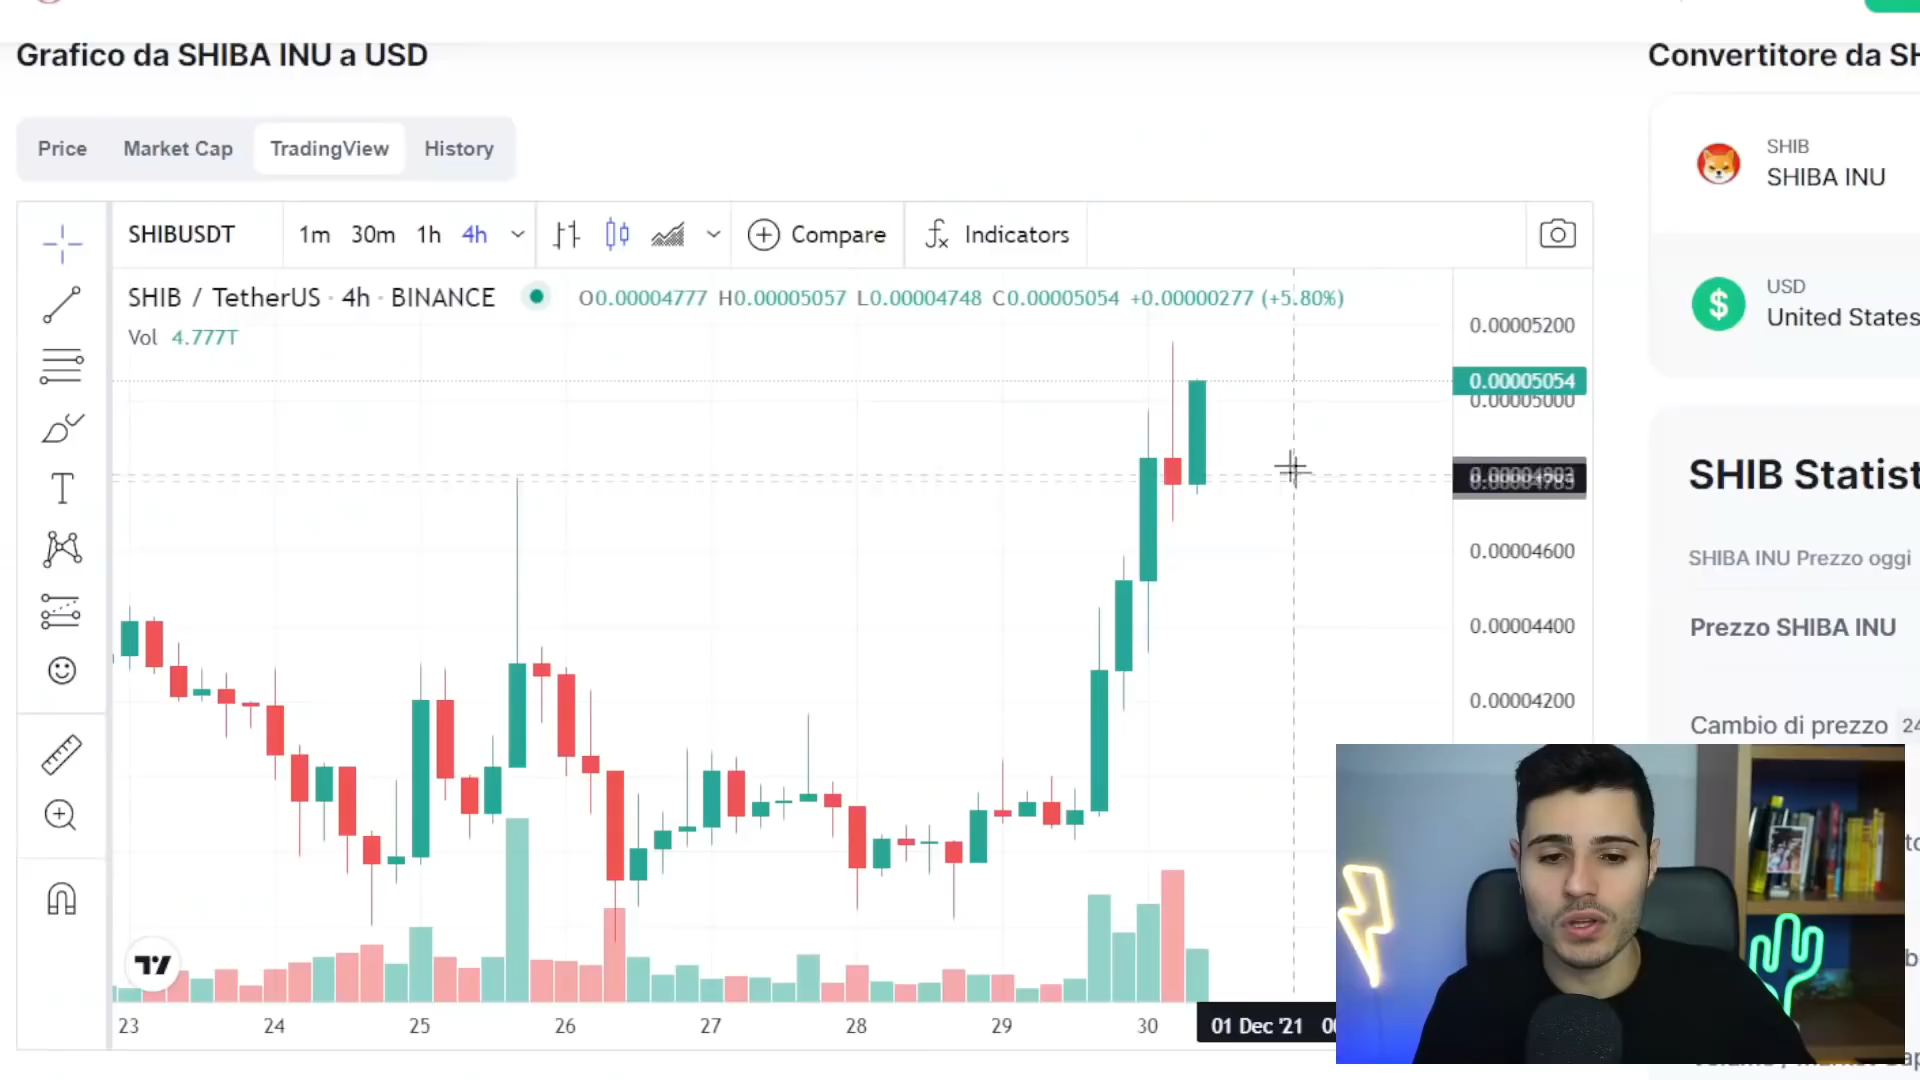 Grafico da SHIBA INU a USD
Convertitore da SH
Price Market Cap TradingView History
SHIB
SHIBA INU
SHIBUSDT 1m 30m 1h 4h Compare Indicators
USD
United States
SHIB / TetherUS · 4h · BINANCE O0.00004777 H0.00005057 L0.00004748 C0.00005054 +0.00000277 (+5.80%)
Vol 4.777T
0.00005200
0.00005054
0.00005000
0.00004600
0.00004400
0.00004200
SHIB Statist
SHIBA INU Prezzo oggi
Prezzo SHIBA INU
Cambio di prezzo 24
23 24 25 26 27 28 29 30 01 Dec '21